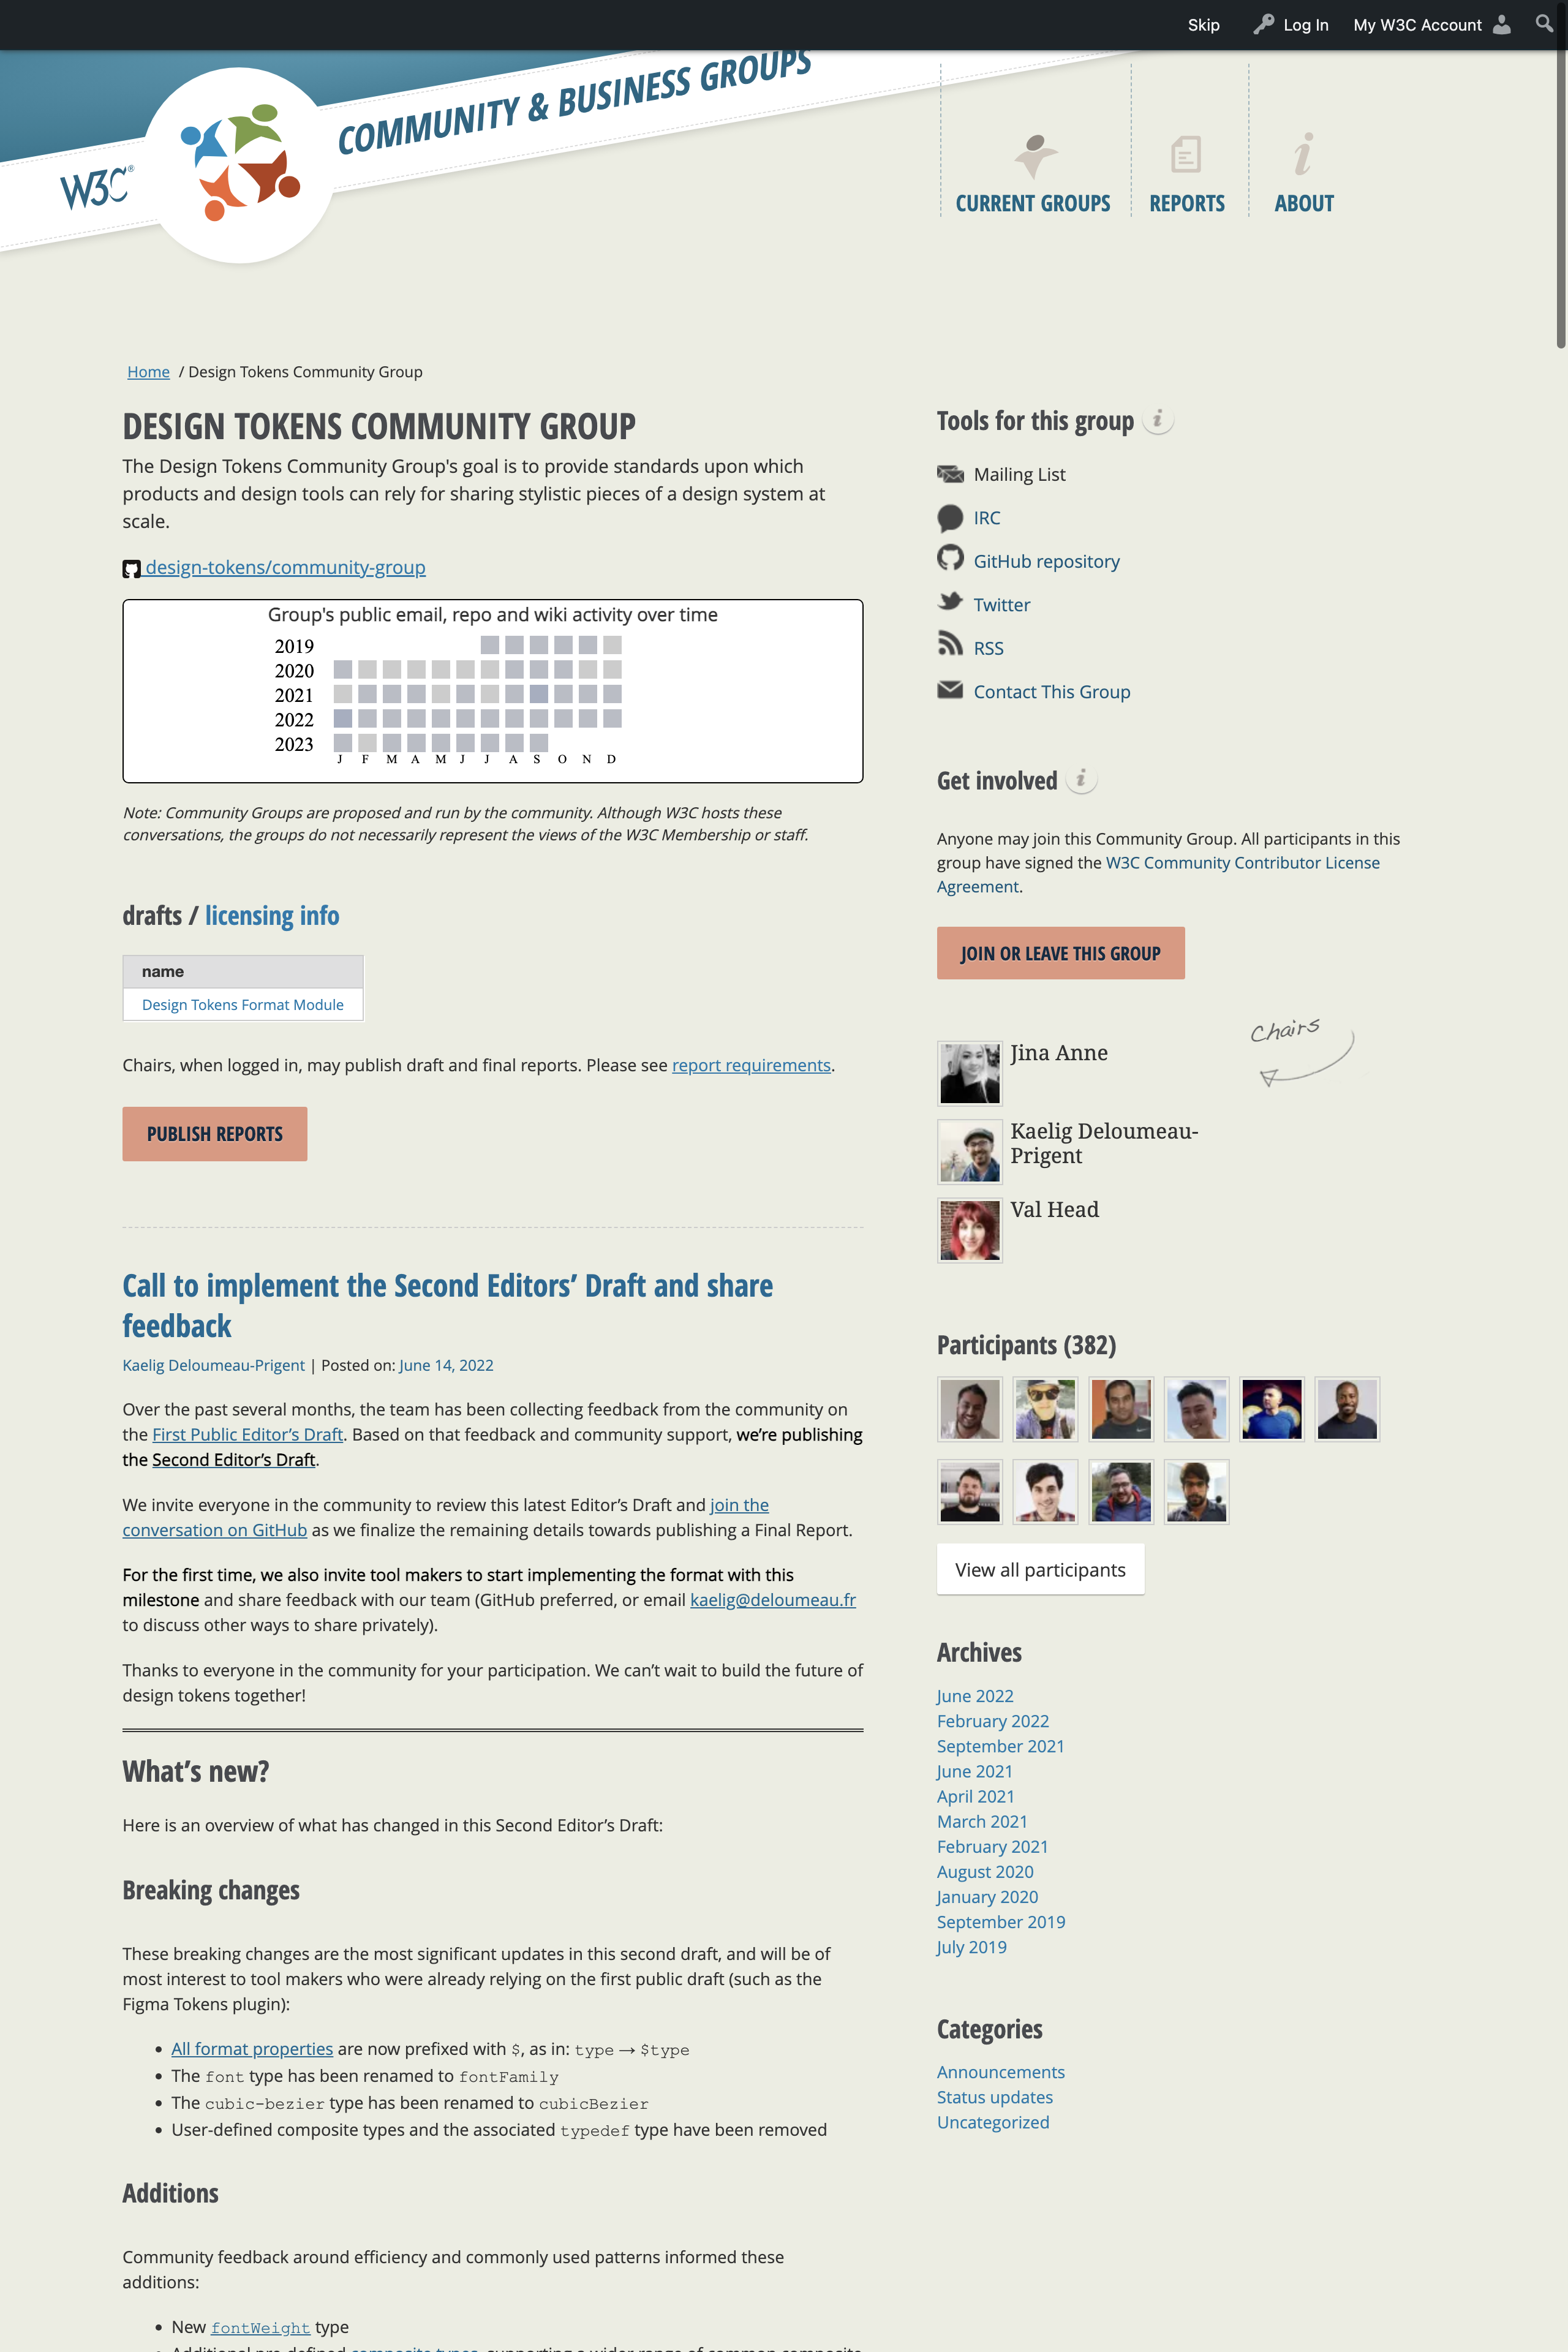 Skip
Log In
My W3C Account
W3C®
COMMUNITY & BUSINESS GROUPS
CURRENT GROUPS
REPORTS
ABOUT
Home / Design Tokens Community Group
DESIGN TOKENS COMMUNITY GROUP
The Design Tokens Community Group's goal is to provide standards upon which
products and design tools can rely for sharing stylistic pieces of a design system at
scale.
design-tokens/community-group
Group's public email, repo and wiki activity over time
2019
2020
2021
2022
2023
J F M A M J J A S O N D
Note: Community Groups are proposed and run by the community. Although W3C hosts these
conversations, the groups do not necessarily represent the views of the W3C Membership or staff.
drafts / licensing info
name
Design Tokens Format Module
Chairs, when logged in, may publish draft and final reports. Please see report requirements.
PUBLISH REPORTS
Call to implement the Second Editors’ Draft and share
feedback
Kaelig Deloumeau-Prigent | Posted on: June 14, 2022
Over the past several months, the team has been collecting feedback from the community on
the First Public Editor’s Draft. Based on that feedback and community support, we’re publishing
the Second Editor’s Draft.
We invite everyone in the community to review this latest Editor’s Draft and join the
conversation on GitHub as we finalize the remaining details towards publishing a Final Report.
For the first time, we also invite tool makers to start implementing the format with this
milestone and share feedback with our team (GitHub preferred, or email kaelig@deloumeau.fr
to discuss other ways to share privately).
Thanks to everyone in the community for your participation. We can’t wait to build the future of
design tokens together!
What’s new?
Here is an overview of what has changed in this Second Editor’s Draft:
Breaking changes
These breaking changes are the most significant updates in this second draft, and will be of
most interest to tool makers who were already relying on the first public draft (such as the
Figma Tokens plugin):
• All format properties are now prefixed with $, as in: type → $type
• The font type has been renamed to fontFamily
• The cubic-bezier type has been renamed to cubicBezier
• User-defined composite types and the associated typedef type have been removed
Additions
Community feedback around efficiency and commonly used patterns informed these
additions:
• New fontWeight type
• Additional pre-defined composite types, supporting a wider range of common composite
Tools for this group
Mailing List
IRC
GitHub repository
Twitter
RSS
Contact This Group
Get involved
Anyone may join this Community Group. All participants in this
group have signed the W3C Community Contributor License
Agreement.
JOIN OR LEAVE THIS GROUP
Chairs
Jina Anne
Kaelig Deloumeau-
Prigent
Val Head
Participants (382)
View all participants
Archives
June 2022
February 2022
September 2021
June 2021
April 2021
March 2021
February 2021
August 2020
January 2020
September 2019
July 2019
Categories
Announcements
Status updates
Uncategorized